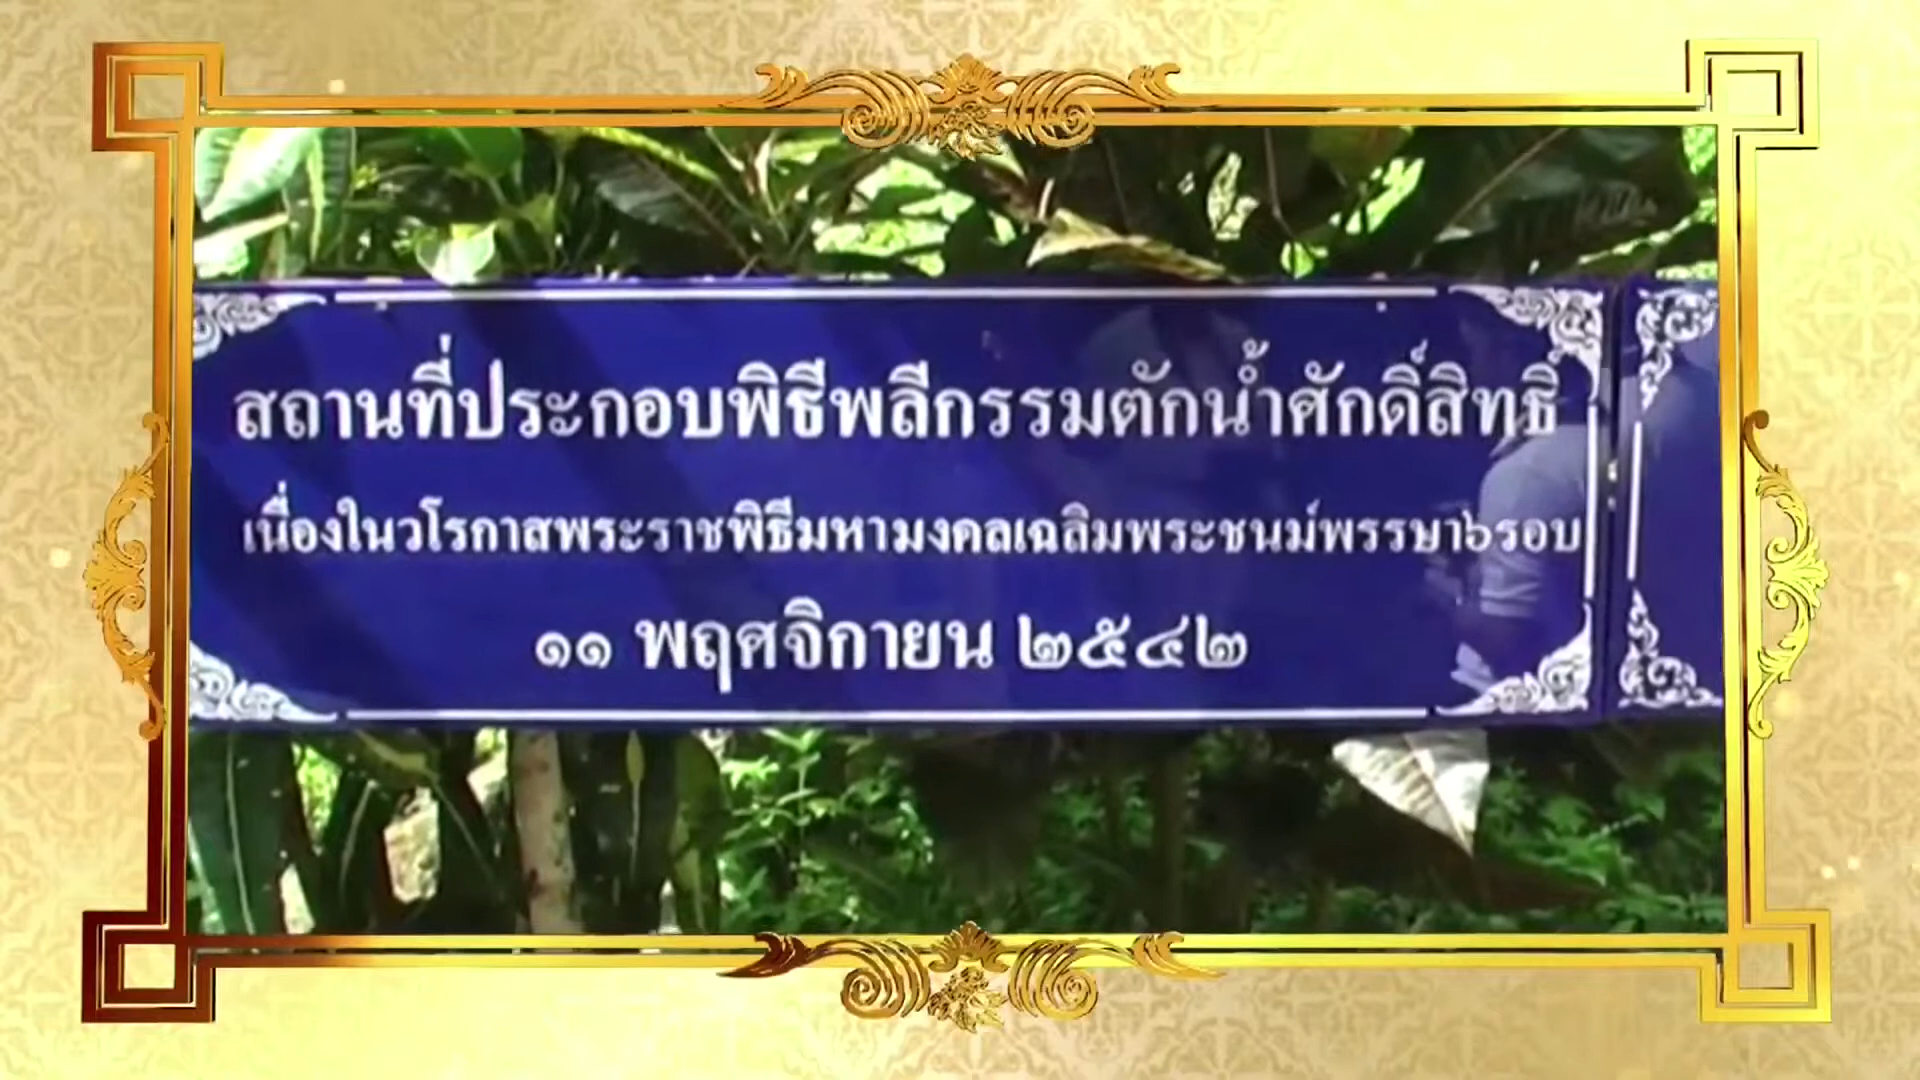 สถานที่ประกอบพิธีพลีกรรมตักน้ำศักดิ์สิทธิ์
เนื่องในวโรกาสพระราชพิธีมหามงคลเฉลิมพระชนม์พรรษา๖รอบ
๑๑ พฤศจิกายน ๒๕๔๒